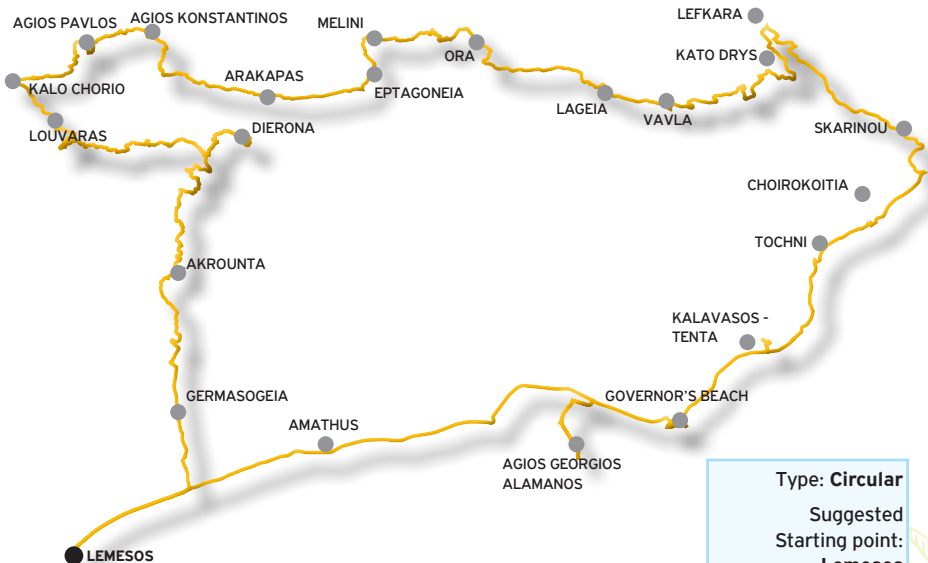 LEFKARA
AGIOS PAVLOS
AGIOS KONSTANTINOS
MELINI
ORA
KATO DRYS
KALO CHORIO
ARAKAPAS
EPTAGONEIA
LAGEIA
VAVLA
LOUVARAS
DIERONA
SKARINOU
CHOIROKOITIA
TOCHNI
AKROUNTA
KALAVASOS -
TENTA
GERMASOGEIA
AMATHUS
GOVERNOR'S BEACH
AGIOS GEORGIOS
ALAMANOS
LEMESOS
Type: Circular
Suggested
Starting point:
Lemesos